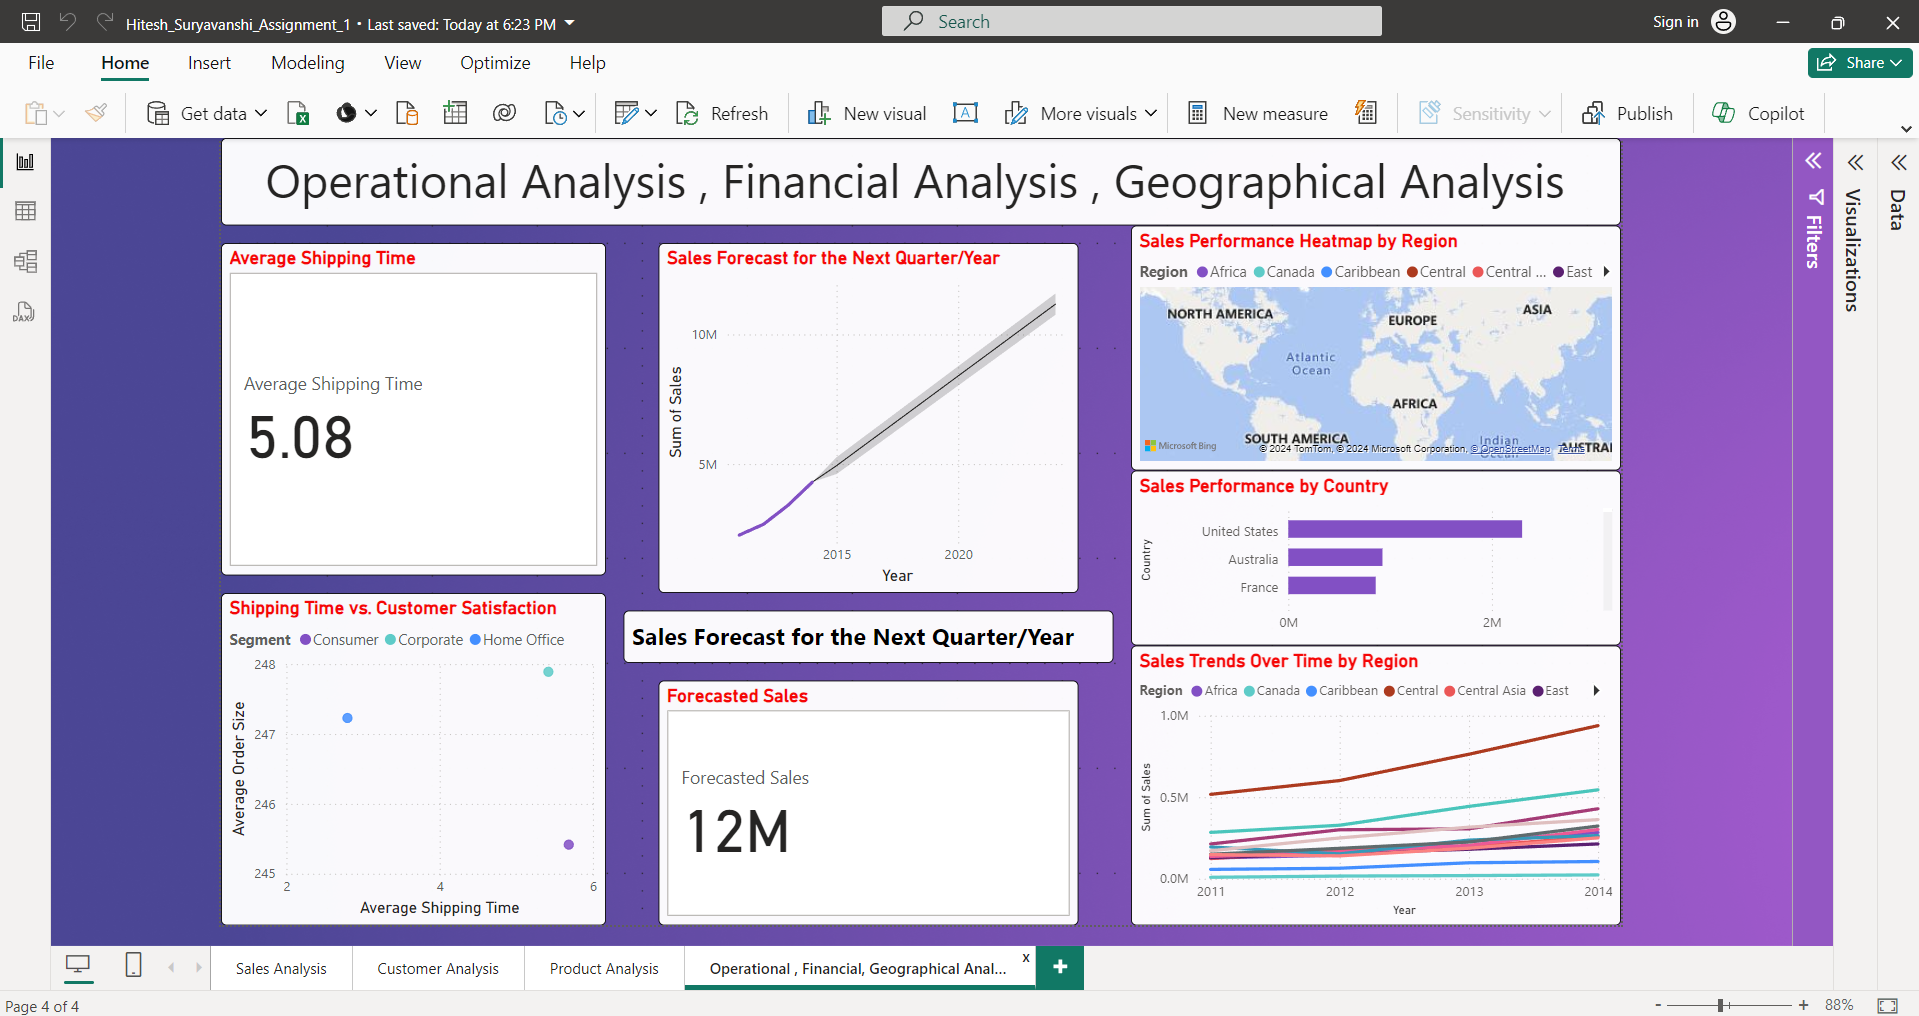 Hitesh_Suryavanshi_Assignment_1 • Last saved: Today at 6:23 PM
Search
Sign in
File Home Insert Modeling View Optimize Help
Share
Get data
Refresh
New visual
A
More visuals
New measure
Sensitivity
Publish
Copilot
DAX
Operational Analysis , Financial Analysis , Geographical Analysis
Average Shipping Time
Average Shipping Time
5.08
Shipping Time vs. Customer Satisfaction
Segment Consumer Corporate Home Office
248
247
246
245
2 4 6
Average Order Size
Average Shipping Time
Sales Forecast for the Next Quarter/Year
10M
5M
Sum of Sales
2015 2020
Year
Sales Forecast for the Next Quarter/Year
Forecasted Sales
Forecasted Sales
12M
Sales Performance Heatmap by Region
Region Africa Canada Caribbean Central Central ... East
NORTH AMERICA
EUROPE
ASIA
Atlantic
Ocean
AFRICA
SOUTH AMERICA
Indian
Ocean
AUSTRAL
Microsoft Bing
© 2024 TomTom, © 2024 Microsoft Corporation, © OpenStreetMap Terms
Sales Performance by Country
Country
United States
Australia
France
0M 2M
Sales Trends Over Time by Region
Region Africa Canada Caribbean Central Central Asia East
1.0M
0.5M
0.0M
Sum of Sales
2011 2012 2013 2014
Year
Filters
Visualizations
Data
Sales Analysis
Customer Analysis
Product Analysis
Operational , Financial, Geographical Anal...
x
+
Page 4 of 4
- + 88%